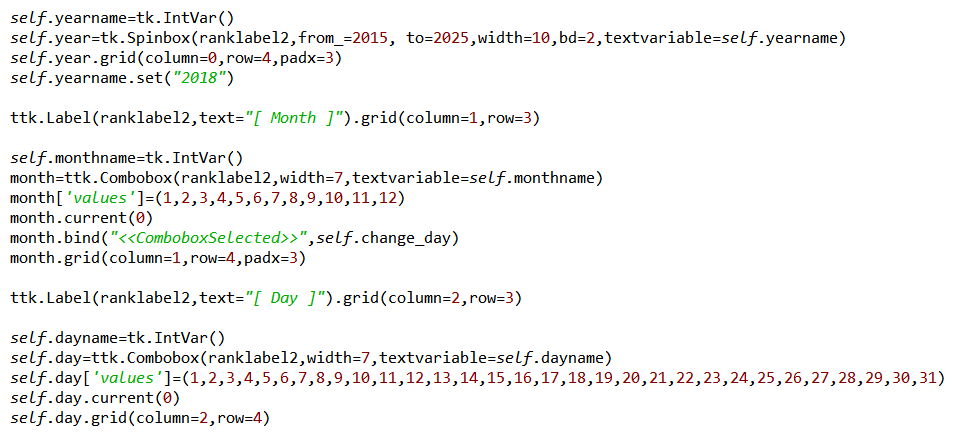 self.yearname=tk.IntVar()
self.year=tk.Spinbox(ranklabel2,from_=2015, to=2025,width=10,bd=2,textvariable=self.yearname)
self.year.grid(column=0,row=4,padx=3)
self.yearname.set("2018")
ttk.Label(ranklabel2,text="[ Month ]").grid(column=1,row=3)
self.monthname=tk.IntVar()
month=ttk.Combobox(ranklabel2,width=7,textvariable=self.monthname)
month['values']=(1,2,3,4,5,6,7,8,9,10,11,12)
month.current(0)
month.bind("<<ComboboxSelected>>",self.change_day)
month.grid(column=1,row=4,padx=3)
ttk.Label(ranklabel2,text="[ Day ]").grid(column=2,row=3)
self.dayname=tk.IntVar()
self.day=ttk.Combobox(ranklabel2,width=7,textvariable=self.dayname)
self.day['values']=(1,2,3,4,5,6,7,8,9,10,11,12,13,14,15,16,17,18,19,20,21,22,23,24,25,26,27,28,29,30,31)
self.day.current(0)
self.day.grid(column=2,row=4)